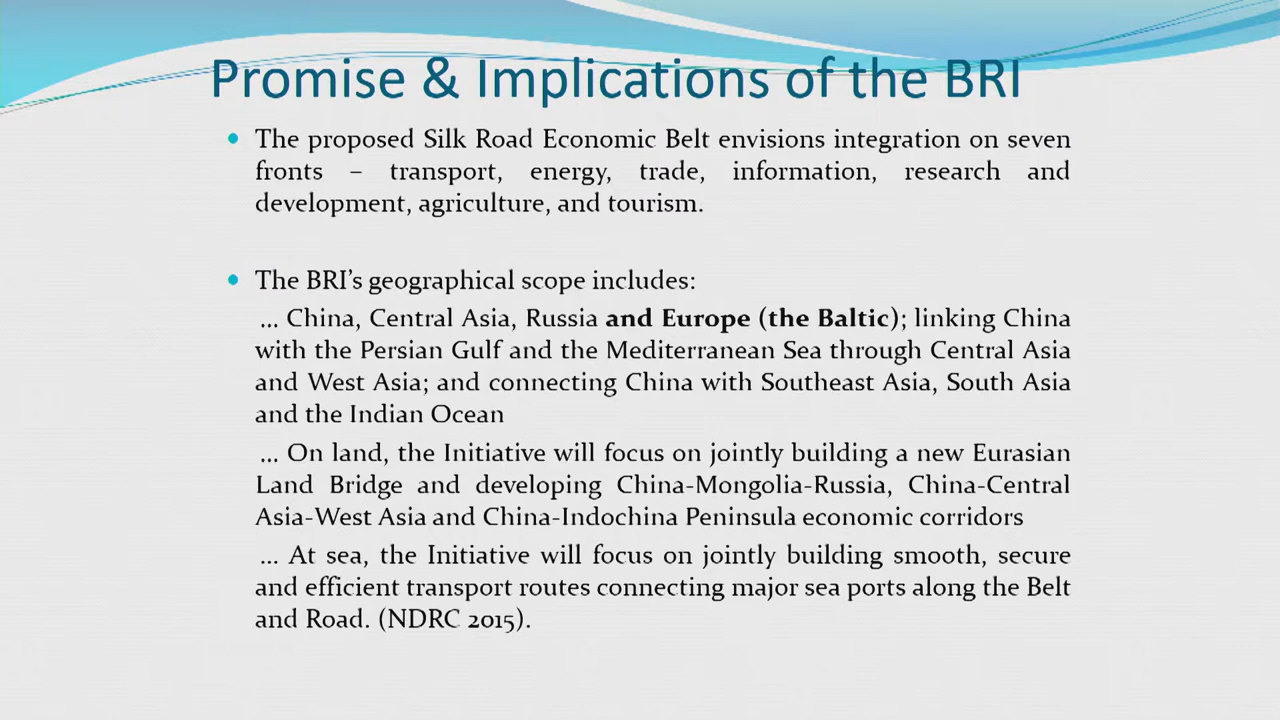 Promise & Implications of the BRI
• The proposed Silk Road Economic Belt envisions integration on seven
fronts – transport, energy, trade, information, research and
development, agriculture, and tourism.
• The BRI’s geographical scope includes:
... China, Central Asia, Russia and Europe (the Baltic); linking China
with the Persian Gulf and the Mediterranean Sea through Central Asia
and West Asia; and connecting China with Southeast Asia, South Asia
and the Indian Ocean
... On land, the Initiative will focus on jointly building a new Eurasian
Land Bridge and developing China-Mongolia-Russia, China-Central
Asia-West Asia and China-Indochina Peninsula economic corridors
... At sea, the Initiative will focus on jointly building smooth, secure
and efficient transport routes connecting major sea ports along the Belt
and Road. (NDRC 2015).